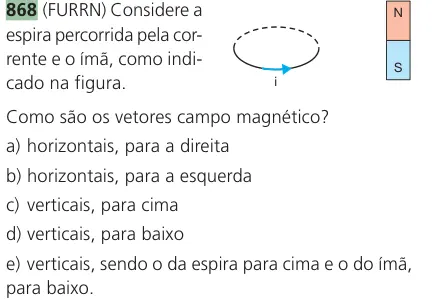 868 (FURRN) Considere a
espira percorrida pela cor-
rente e o ímã, como indi-
cado na figura.
N
S
i
Como são os vetores campo magnético?
a) horizontais, para a direita
b) horizontais, para a esquerda
c) verticais, para cima
d) verticais, para baixo
e) verticais, sendo o da espira para cima e o do ímã,
para baixo.